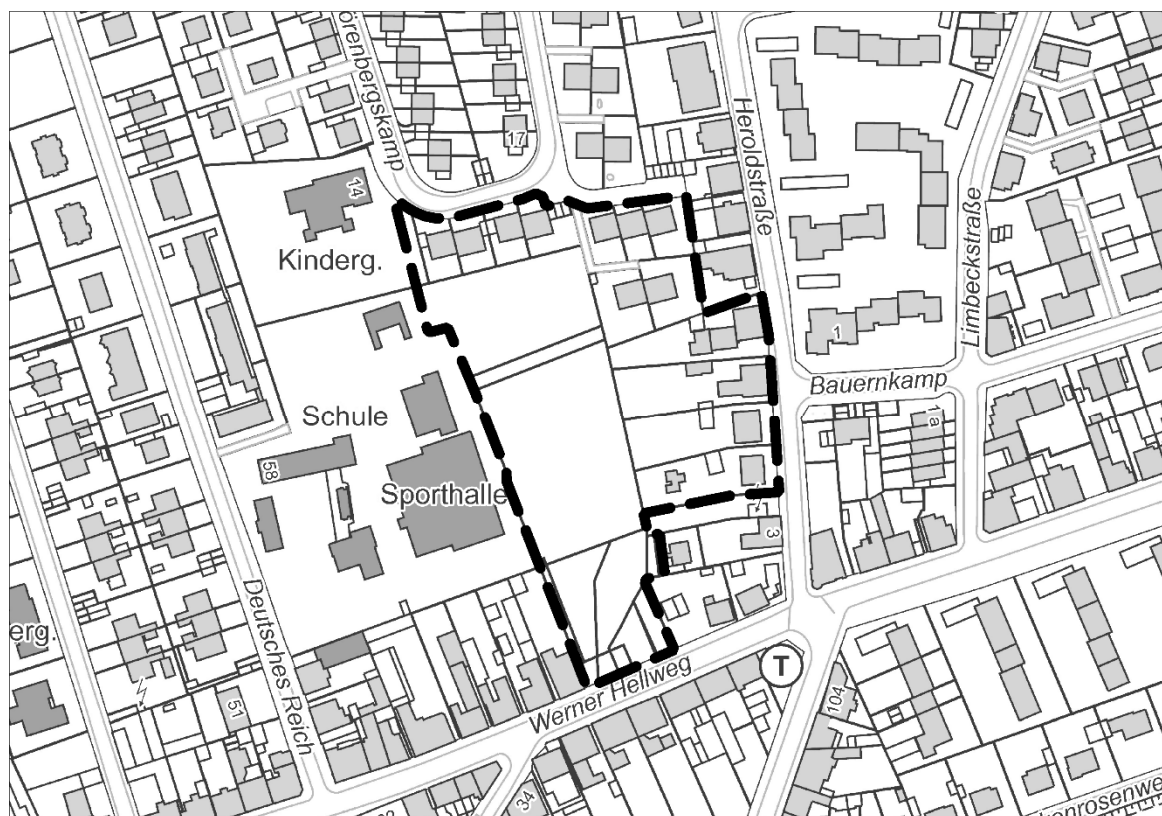 örenbergskamp
17
14
Heroldstraße
Limbeckstraße
Kinderg.
1
Bauernkamp
1a
Schule
58
Sporthalle
3
Deutsches Reich
erg.
51
Werner Hellweg
T
104
34